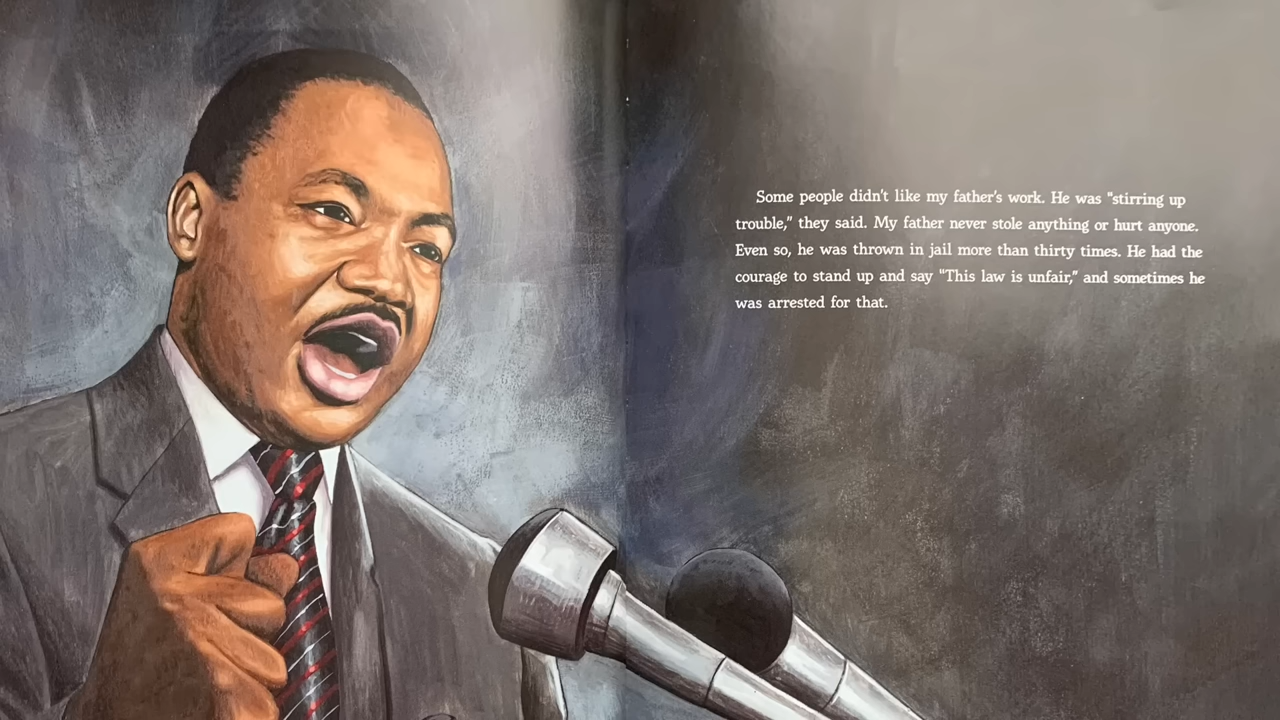 Some people didn't like my father's work. He was "stirring up
trouble," they said. My father never stole anything or hurt anyone.
Even so, he was thrown in jail more than thirty times. He had the
courage to stand up and say "This law is unfair," and sometimes he
was arrested for that.